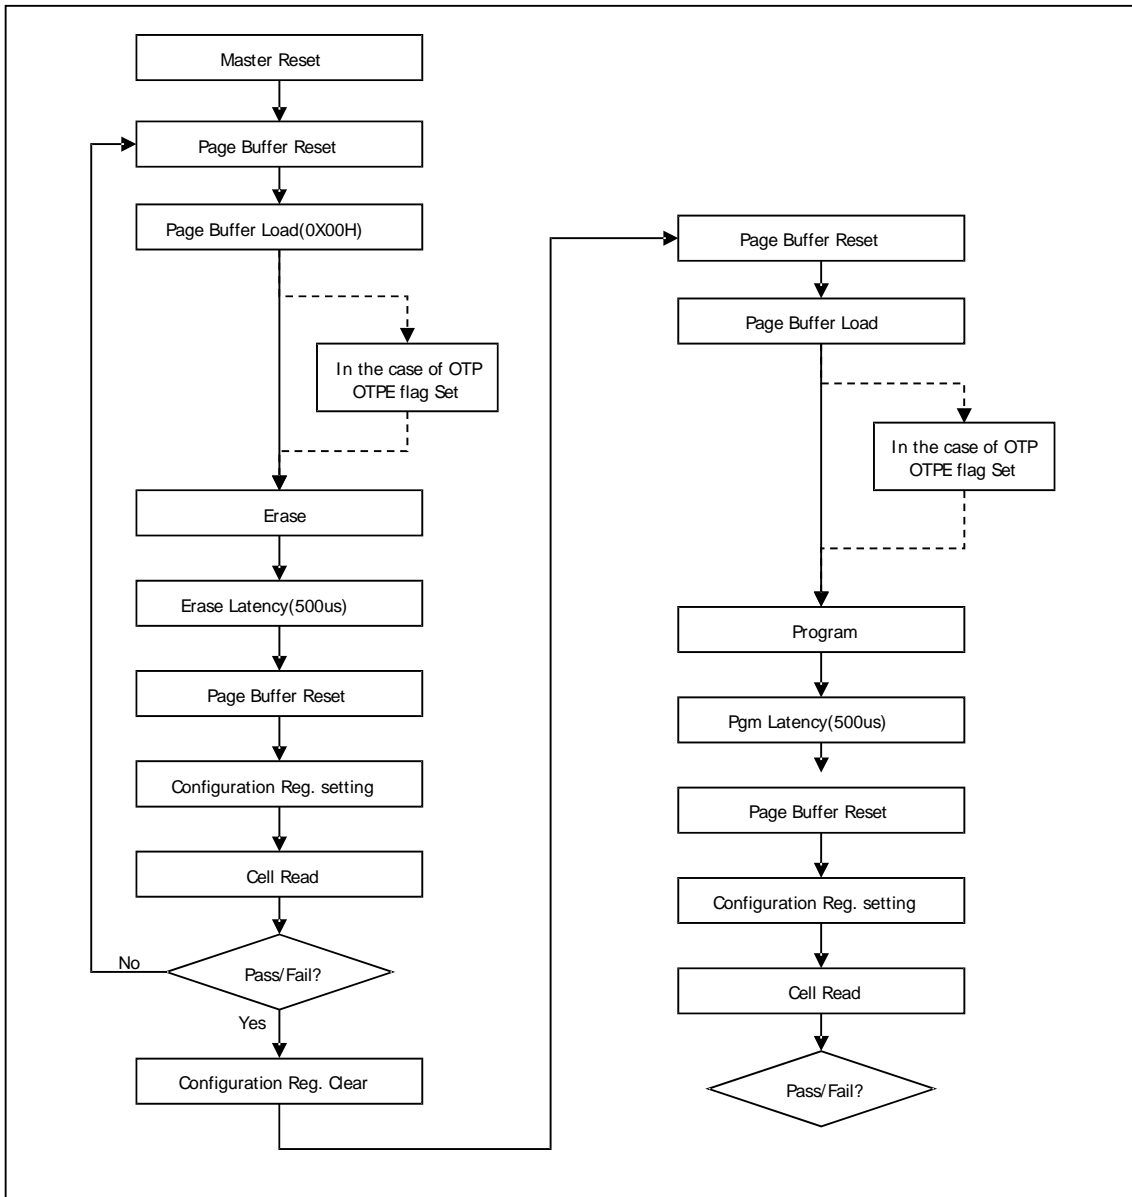 Master Reset
Page Buffer Reset
Page Buffer Load(0X00H)
In the case of OTP
OTPE flag Set
Erase
Erase Latency(500us)
Page Buffer Reset
Configuration Reg. setting
Cell Read
Pass/Fail?
No
Yes
Configuration Reg. Clear
Page Buffer Reset
Page Buffer Load
In the case of OTP
OTPE flag Set
Program
Pgm Latency(500us)
Page Buffer Reset
Configuration Reg. setting
Cell Read
Pass/Fail?